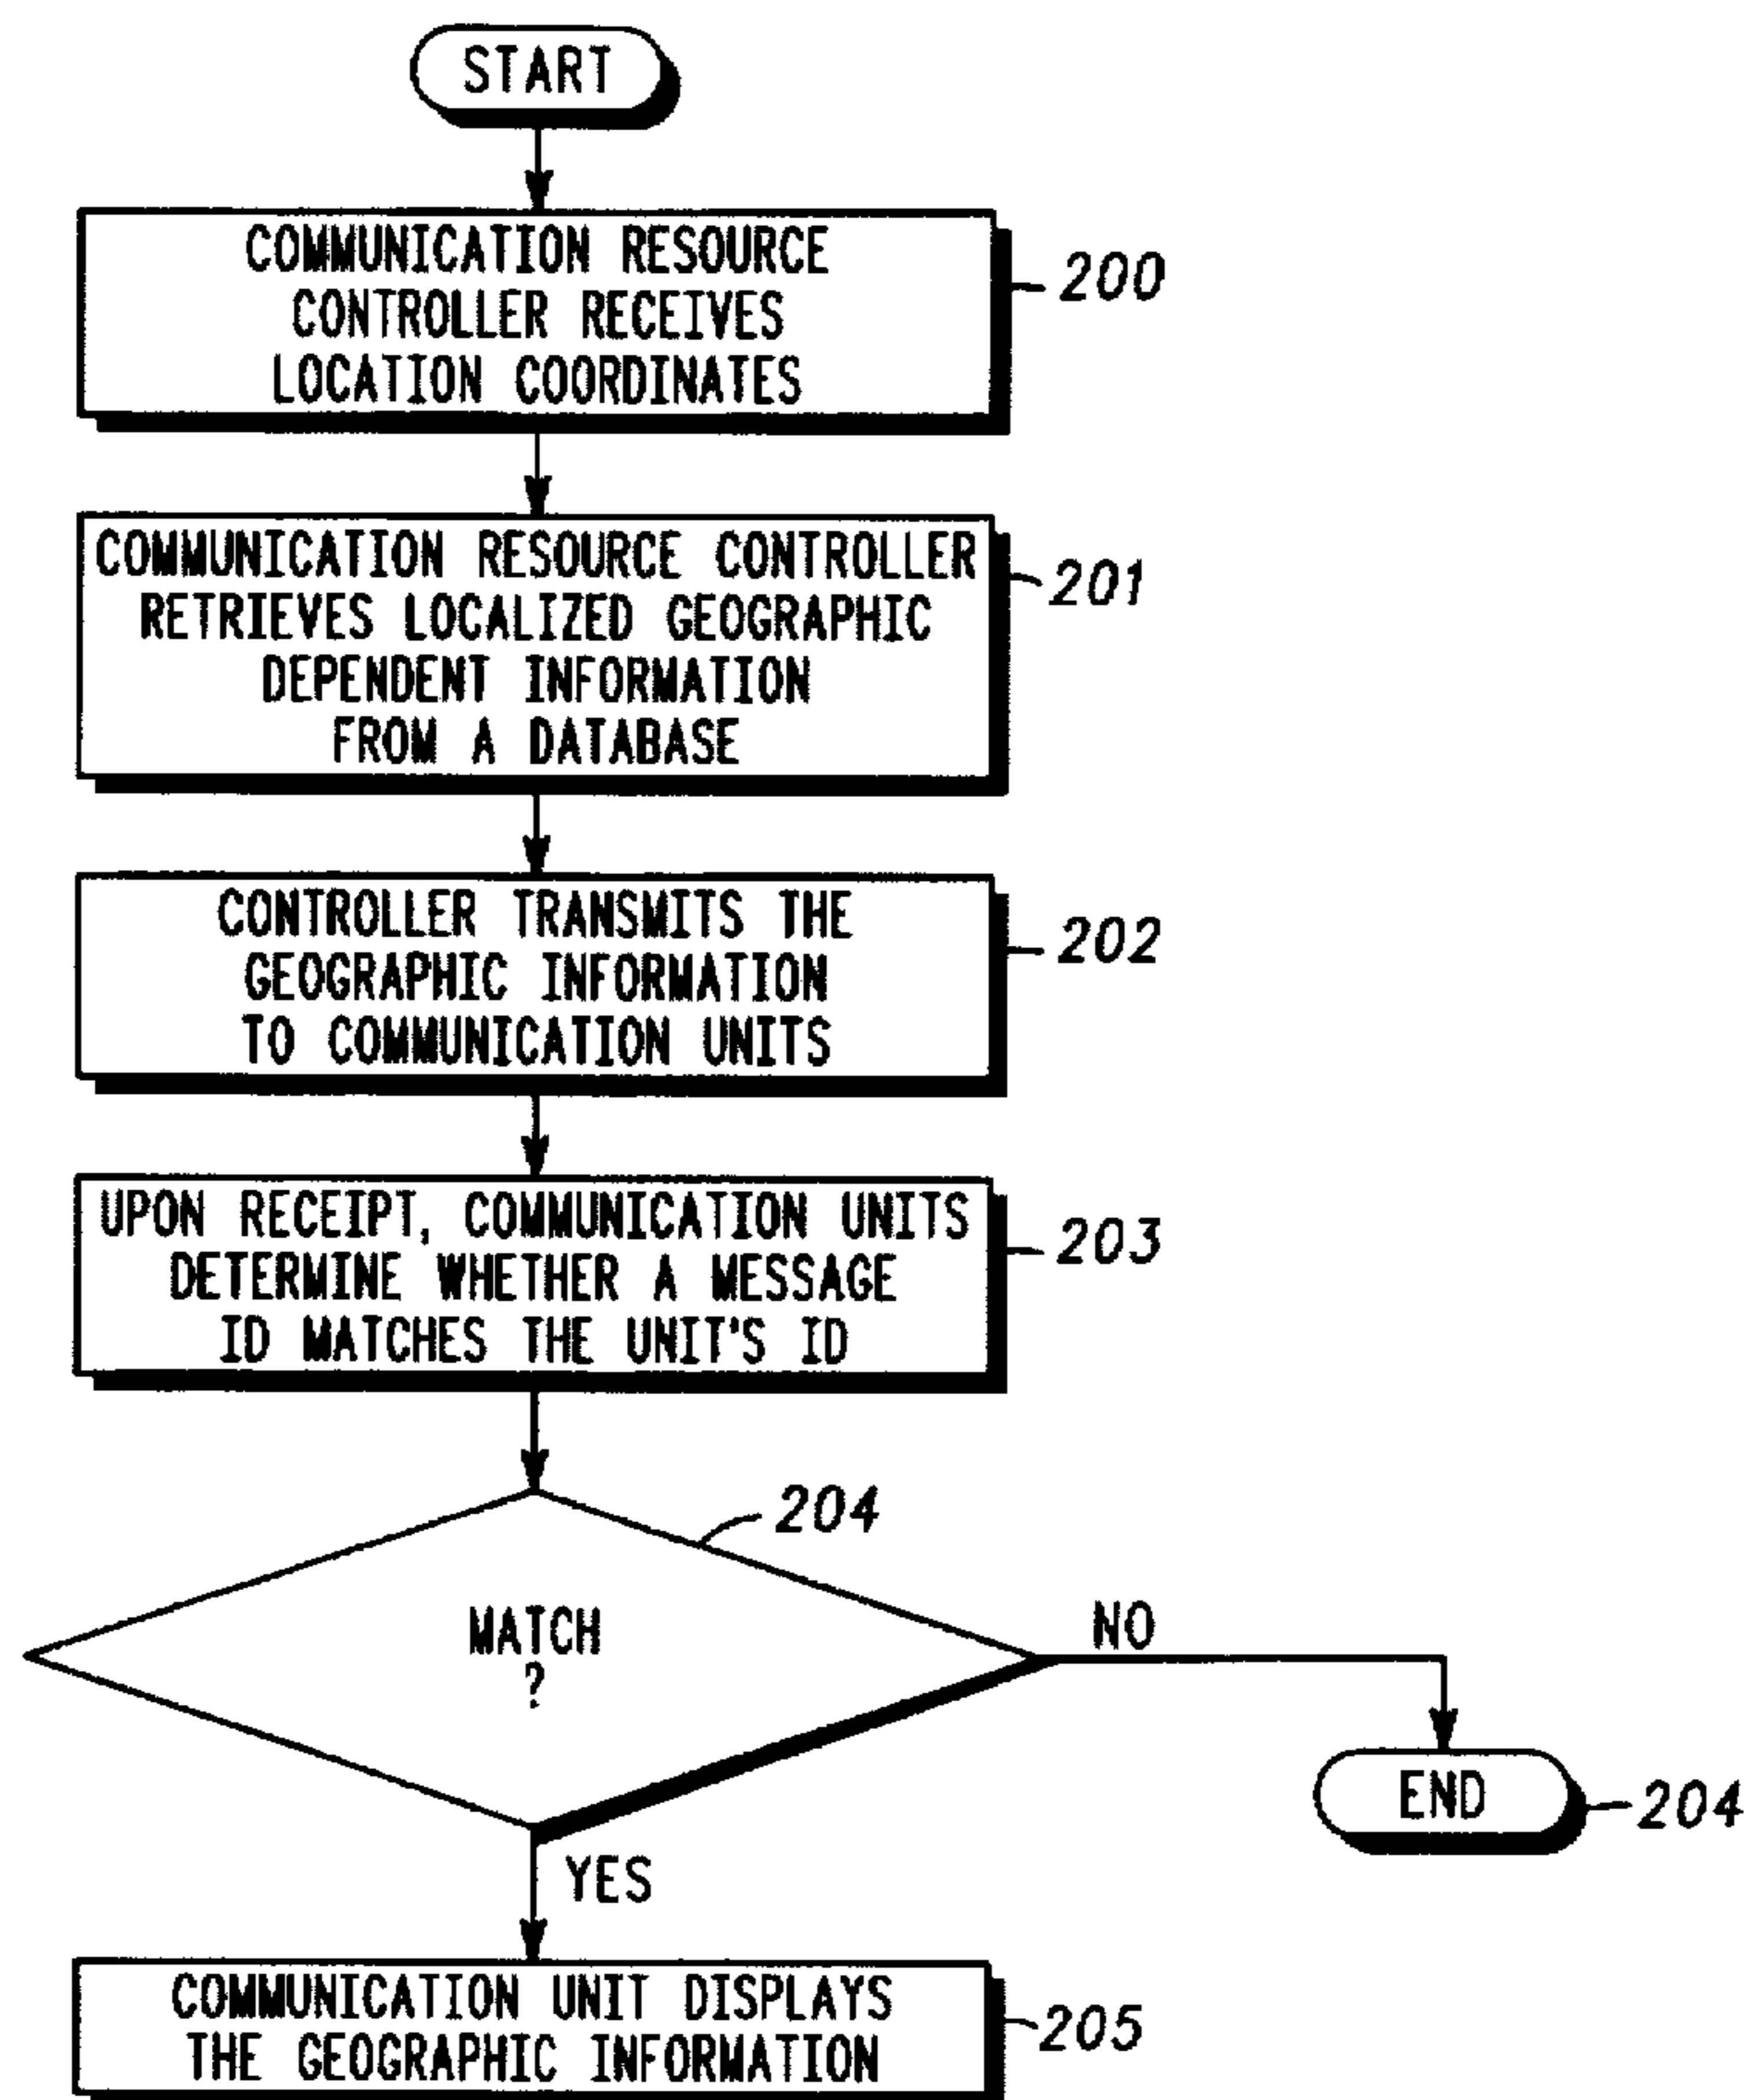 START
COMMUNICATION RESOURCE
CONTROLLER RECEIVES
LOCATION COORDINATES
200
COMMUNICATION RESOURCE CONTROLLER
RETRIEVES LOCALIZED GEOGRAPHIC
DEPENDENT INFORMATION
FROM A DATABASE
201
CONTROLLER TRANSMITS THE
GEOGRAPHIC INFORMATION
TO COMMUNICATION UNITS
202
UPON RECEIPT, COMMUNICATION UNITS
DETERMINE WHETHER A MESSAGE
ID MATCHES THE UNIT'S ID
203
204
MATCH
?
NO
END
204
YES
COMMUNICATION UNIT DISPLAYS
THE GEOGRAPHIC INFORMATION
205